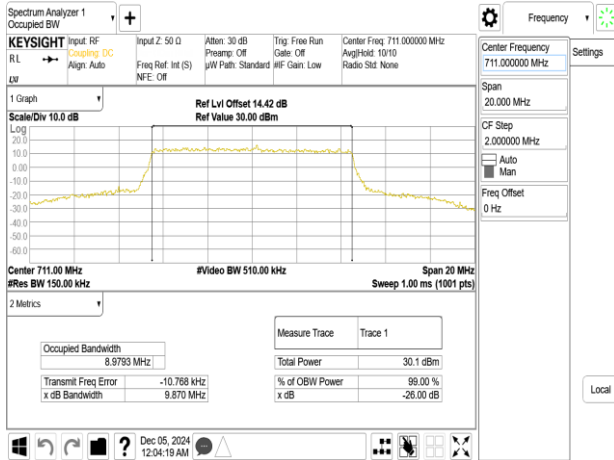 Spectrum Analyzer 1
Occupied BW
+
Frequency
KEYSIGHT
RL
LXI
Input: RF
Coupling: DC
Align: Auto
Input Z: 50 Ω
Freq Ref: Int (S)
NFE: Off
Atten: 30 dB
Preamp: Off
µW Path: Standard
Trig: Free Run
Gate: Off
#IF Gain: Low
Center Freq: 711.000000 MHz
Avg|Hold: 10/10
Radio Std: None
Center Frequency
711.000000 MHz
Settings
Span
20.000 MHz
CF Step
2.000000 MHz
Auto
Man
Freq Offset
0 Hz
Local
1 Graph
Scale/Div 10.0 dB
Ref Lvl Offset 14.42 dB
Ref Value 30.00 dBm
Log
20.0
10.0
0.00
-10.0
-20.0
-30.0
-40.0
-50.0
-60.0
Center 711.00 MHz
#Video BW 510.00 kHz
Span 20 MHz
#Res BW 150.00 kHz
Sweep 1.00 ms (1001 pts)
2 Metrics
Measure Trace Trace 1
Occupied Bandwidth
8.9793 MHz
Total Power 30.1 dBm
Transmit Freq Error -10.768 kHz
% of OBW Power 99.00 %
x dB Bandwidth 9.870 MHz
x dB -26.00 dB
?
Dec 05, 2024
12:04:19 AM